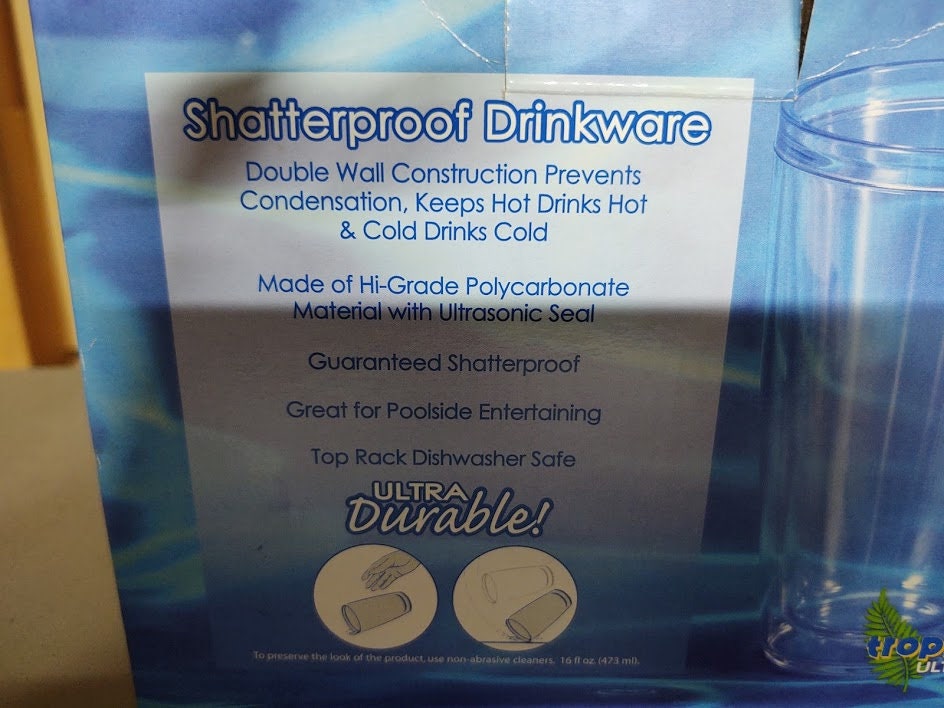 Shatterproof Drinkware
Double Wall Construction Prevents
Condensation, Keeps Hot Drinks Hot
& Cold Drinks Cold
Made of Hi-Grade Polycarbonate
Material with Ultrasonic Seal
Guaranteed Shatterproof
Great for Poolside Entertaining
Top Rack Dishwasher Safe
ULTRA
Durable!
To preserve the look of the product, use non-abrasive cleaners. 16 fl oz. (473 ml).
trop
ULT